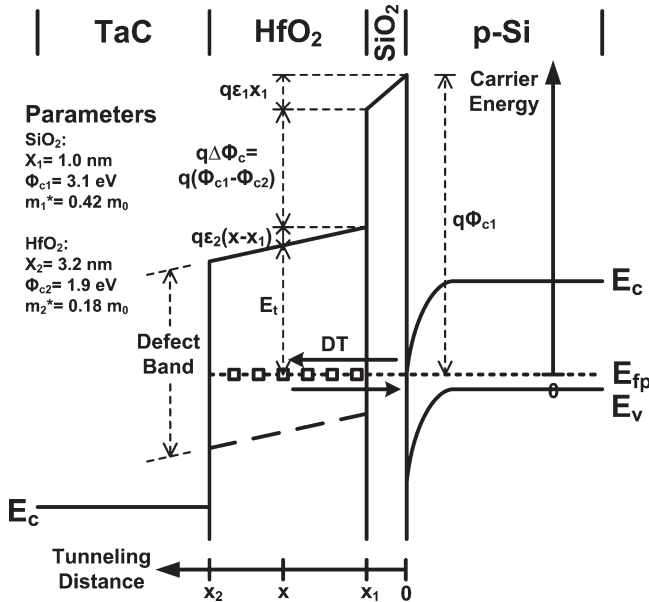 TaC
HfO₂
SiO₂
p-Si
qε₁x₁
Carrier
Energy
Parameters
SiO₂:
X₁= 1.0 nm
Φc1= 3.1 eV
m₁*= 0.42 m₀
HfO₂:
X₂= 3.2 nm
Φc2= 1.9 eV
m₂*= 0.18 m₀
qΔΦc=
q(Φc1-Φc2)
qε₂(x-x₁)
qΦc1
Ec
Et
Defect
Band
DT
Efp
0
Ev
Ec
Tunneling
Distance
x₂
x
x₁
0